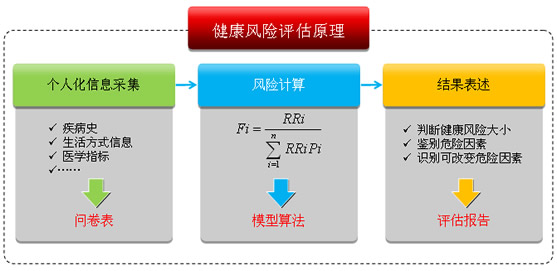 健康风险评估原理
个人化信息采集
✓ 疾病史
✓ 生活方式信息
✓ 医学指标
✓ ……
问卷表
风险计算
Fi = RRi / ∑ i=1 n RRiPi
模型算法
结果表述
✓ 判断健康风险大小
✓ 鉴别危险因素
✓ 识别可改变危险因素
评估报告